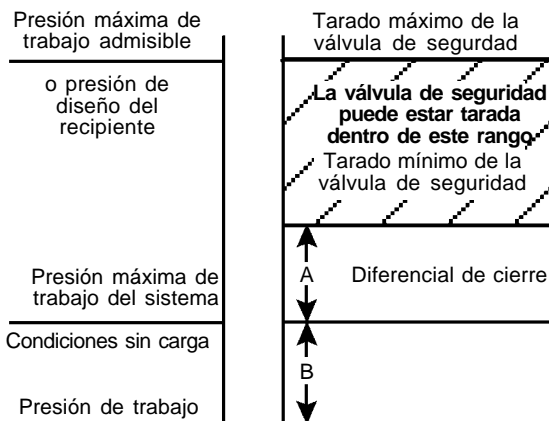 Presión máxima de
trabajo admisible
o presión de
diseño del
recipiente
Presión máxima de
trabajo del sistema
Condiciones sin carga
Presión de trabajo
Tarado máximo de la
válvula de segurdad
La válvula de seguridad
puede estar tarada
dentro de este rango
Tarado mínimo de la
válvula de seguridad
A
Diferencial de cierre
B